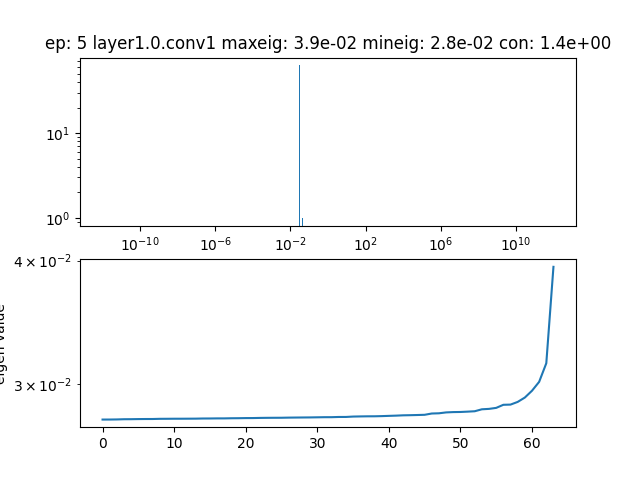 ep: 5 layer1.0.conv1 maxeig: 3.9e-02 mineig: 2.8e-02 con: 1.4e+00
10¹
10⁰
10⁻¹⁰ 10⁻⁶ 10⁻² 10² 10⁶ 10¹⁰
4 × 10⁻²
3 × 10⁻²
eigen value
0 10 20 30 40 50 60